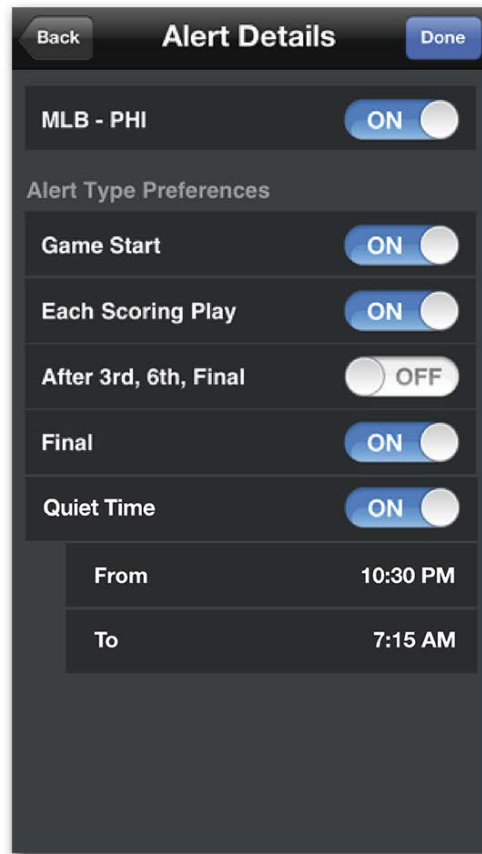 Back Alert Details Done
MLB - PHI ON
Alert Type Preferences
Game Start ON
Each Scoring Play ON
After 3rd, 6th, Final OFF
Final ON
Quiet Time ON
From 10:30 PM
To 7:15 AM